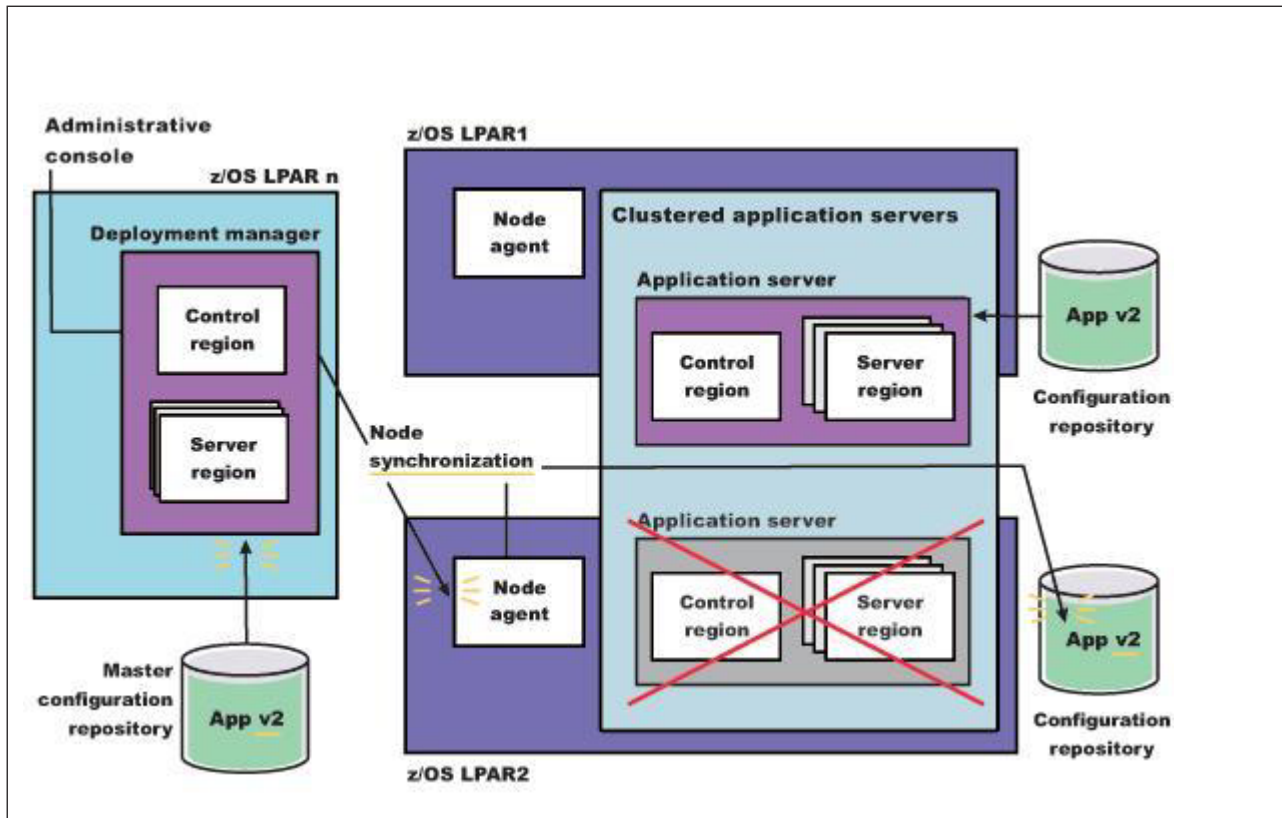 Administrative
console
z/OS LPAR n
Deployment manager
Control
region
Server
region
Master
configuration
repository
App v2
Node
synchronization
z/OS LPAR1
Node
agent
Clustered application servers
Application server
Control
region
Server
region
App v2
Configuration
repository
Application server
Control
region
Server
region
Node
agent
App v2
Configuration
repository
z/OS LPAR2